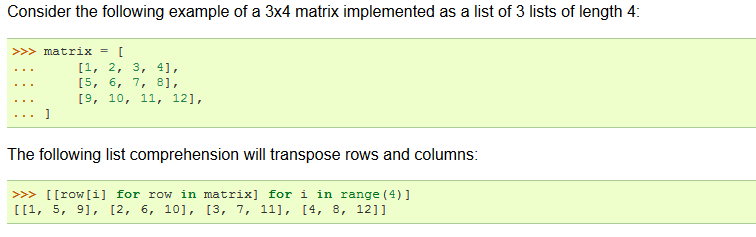 Consider the following example of a 3x4 matrix implemented as a list of 3 lists of length 4:
>>> matrix = [
...     [1, 2, 3, 4],
...     [5, 6, 7, 8],
...     [9, 10, 11, 12],
... ]
The following list comprehension will transpose rows and columns:
>>> [[row[i] for row in matrix] for i in range(4)]
[[1, 5, 9], [2, 6, 10], [3, 7, 11], [4, 8, 12]]